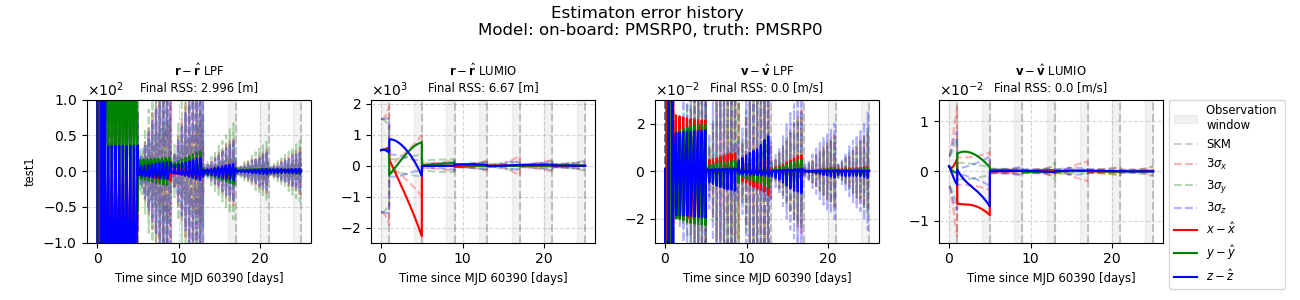 Estimaton error history
Model: on-board: PMSRP0, truth: PMSRP0
r − r̂ LPF
Final RSS: 2.996 [m]
×10²
1.0
0.5
0.0
−0.5
−1.0
test1
0
10
20
Time since MJD 60390 [days]
r − r̂ LUMIO
Final RSS: 6.67 [m]
×10³
2
1
0
−1
−2
0
10
20
Time since MJD 60390 [days]
v − v̂ LPF
Final RSS: 0.0 [m/s]
×10⁻²
2
0
−2
0
10
20
Time since MJD 60390 [days]
v − v̂ LUMIO
Final RSS: 0.0 [m/s]
×10⁻²
1
0
−1
0
10
20
Time since MJD 60390 [days]
Observation
window
SKM
3σₓ
3σᵧ
3σ_z
x − x̂
y − ŷ
z − ẑ